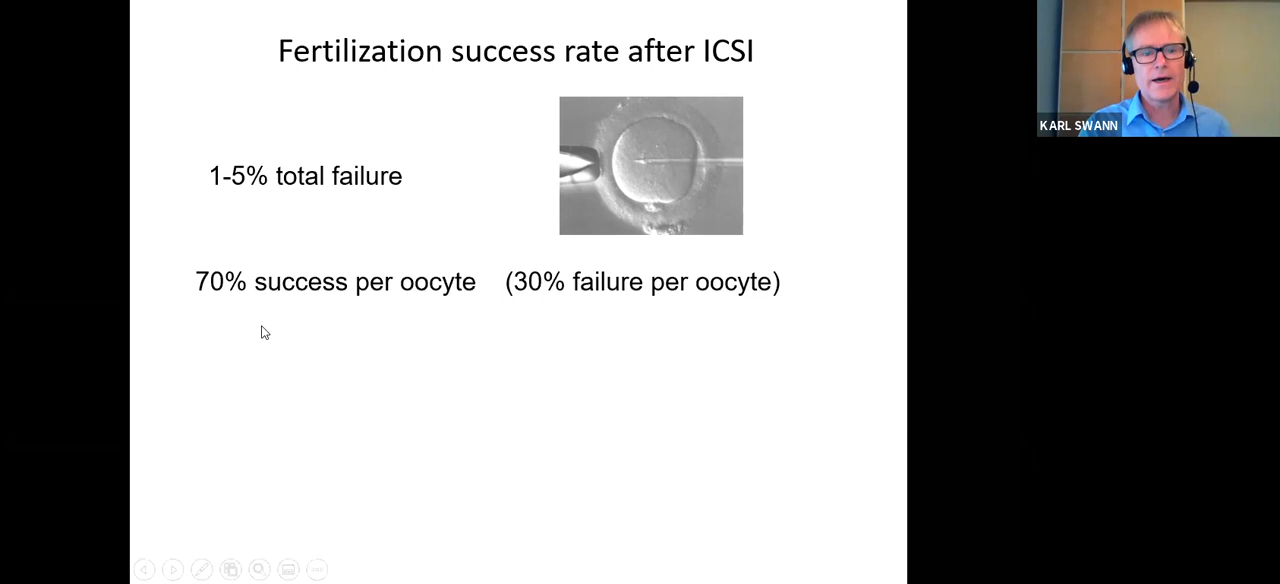 Fertilization success rate after ICSI
KARL SWANN
1-5% total failure
70% success per oocyte (30% failure per oocyte)